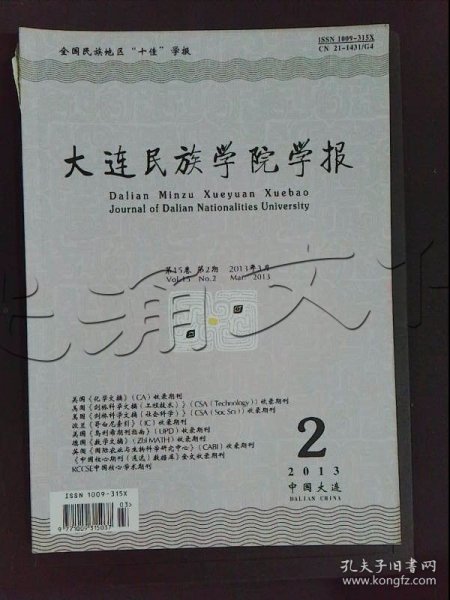 全国民族地区“十佳”学报
ISSN 1009-315X
CN 21-1431/G4
大连民族学院学报
Dalian Minzu Xueyuan Xuebao
Journal of Dalian Nationalities University
第15卷 第2期 2013年3月
Vol.15 No.2 Mar. 2013
美国《化学文摘》(CA)收录期刊
美国《剑桥科学文摘(工程技术)》(CSA(Technology))收录期刊
美国《剑桥科学文摘(社会科学)》(CSA(Soc Sci))收录期刊
波兰《哥白尼索引》(IC)收录期刊
美国《乌利希期刊指南》(UPD)收录期刊
德国《数学文摘》(Zbl MATH)收录期刊
英国《国际农业与生物科学研究中心》(CABI)收录期刊
《中国核心期刊(遴选)数据库》全文收录期刊
RCCSE中国核心学术期刊
2
2013
中国大连
DALIAN CHINA
ISSN 1009-315X
03>
9 771009 315037
孔夫子旧书网
www.kongfz.com